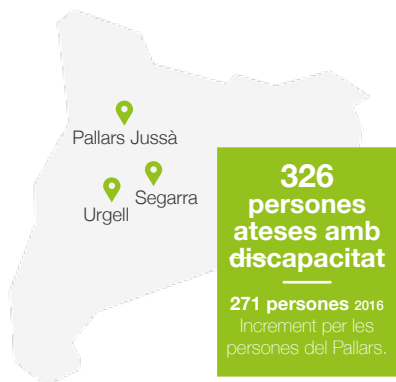 Pallars Jussà
Segarra
Urgell
326
persones
ateses amb
discapacitat
271 persones 2016
Increment per les
persones del Pallars.